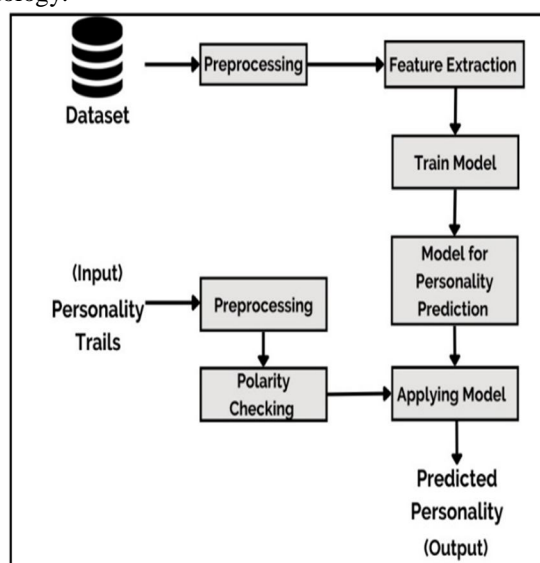 Dataset
Preprocessing
Feature Extraction
Train Model
Model for
Personality
Prediction
(Input)
Personality
Trails
Preprocessing
Polarity
Checking
Applying Model
Predicted
Personality
(Output)